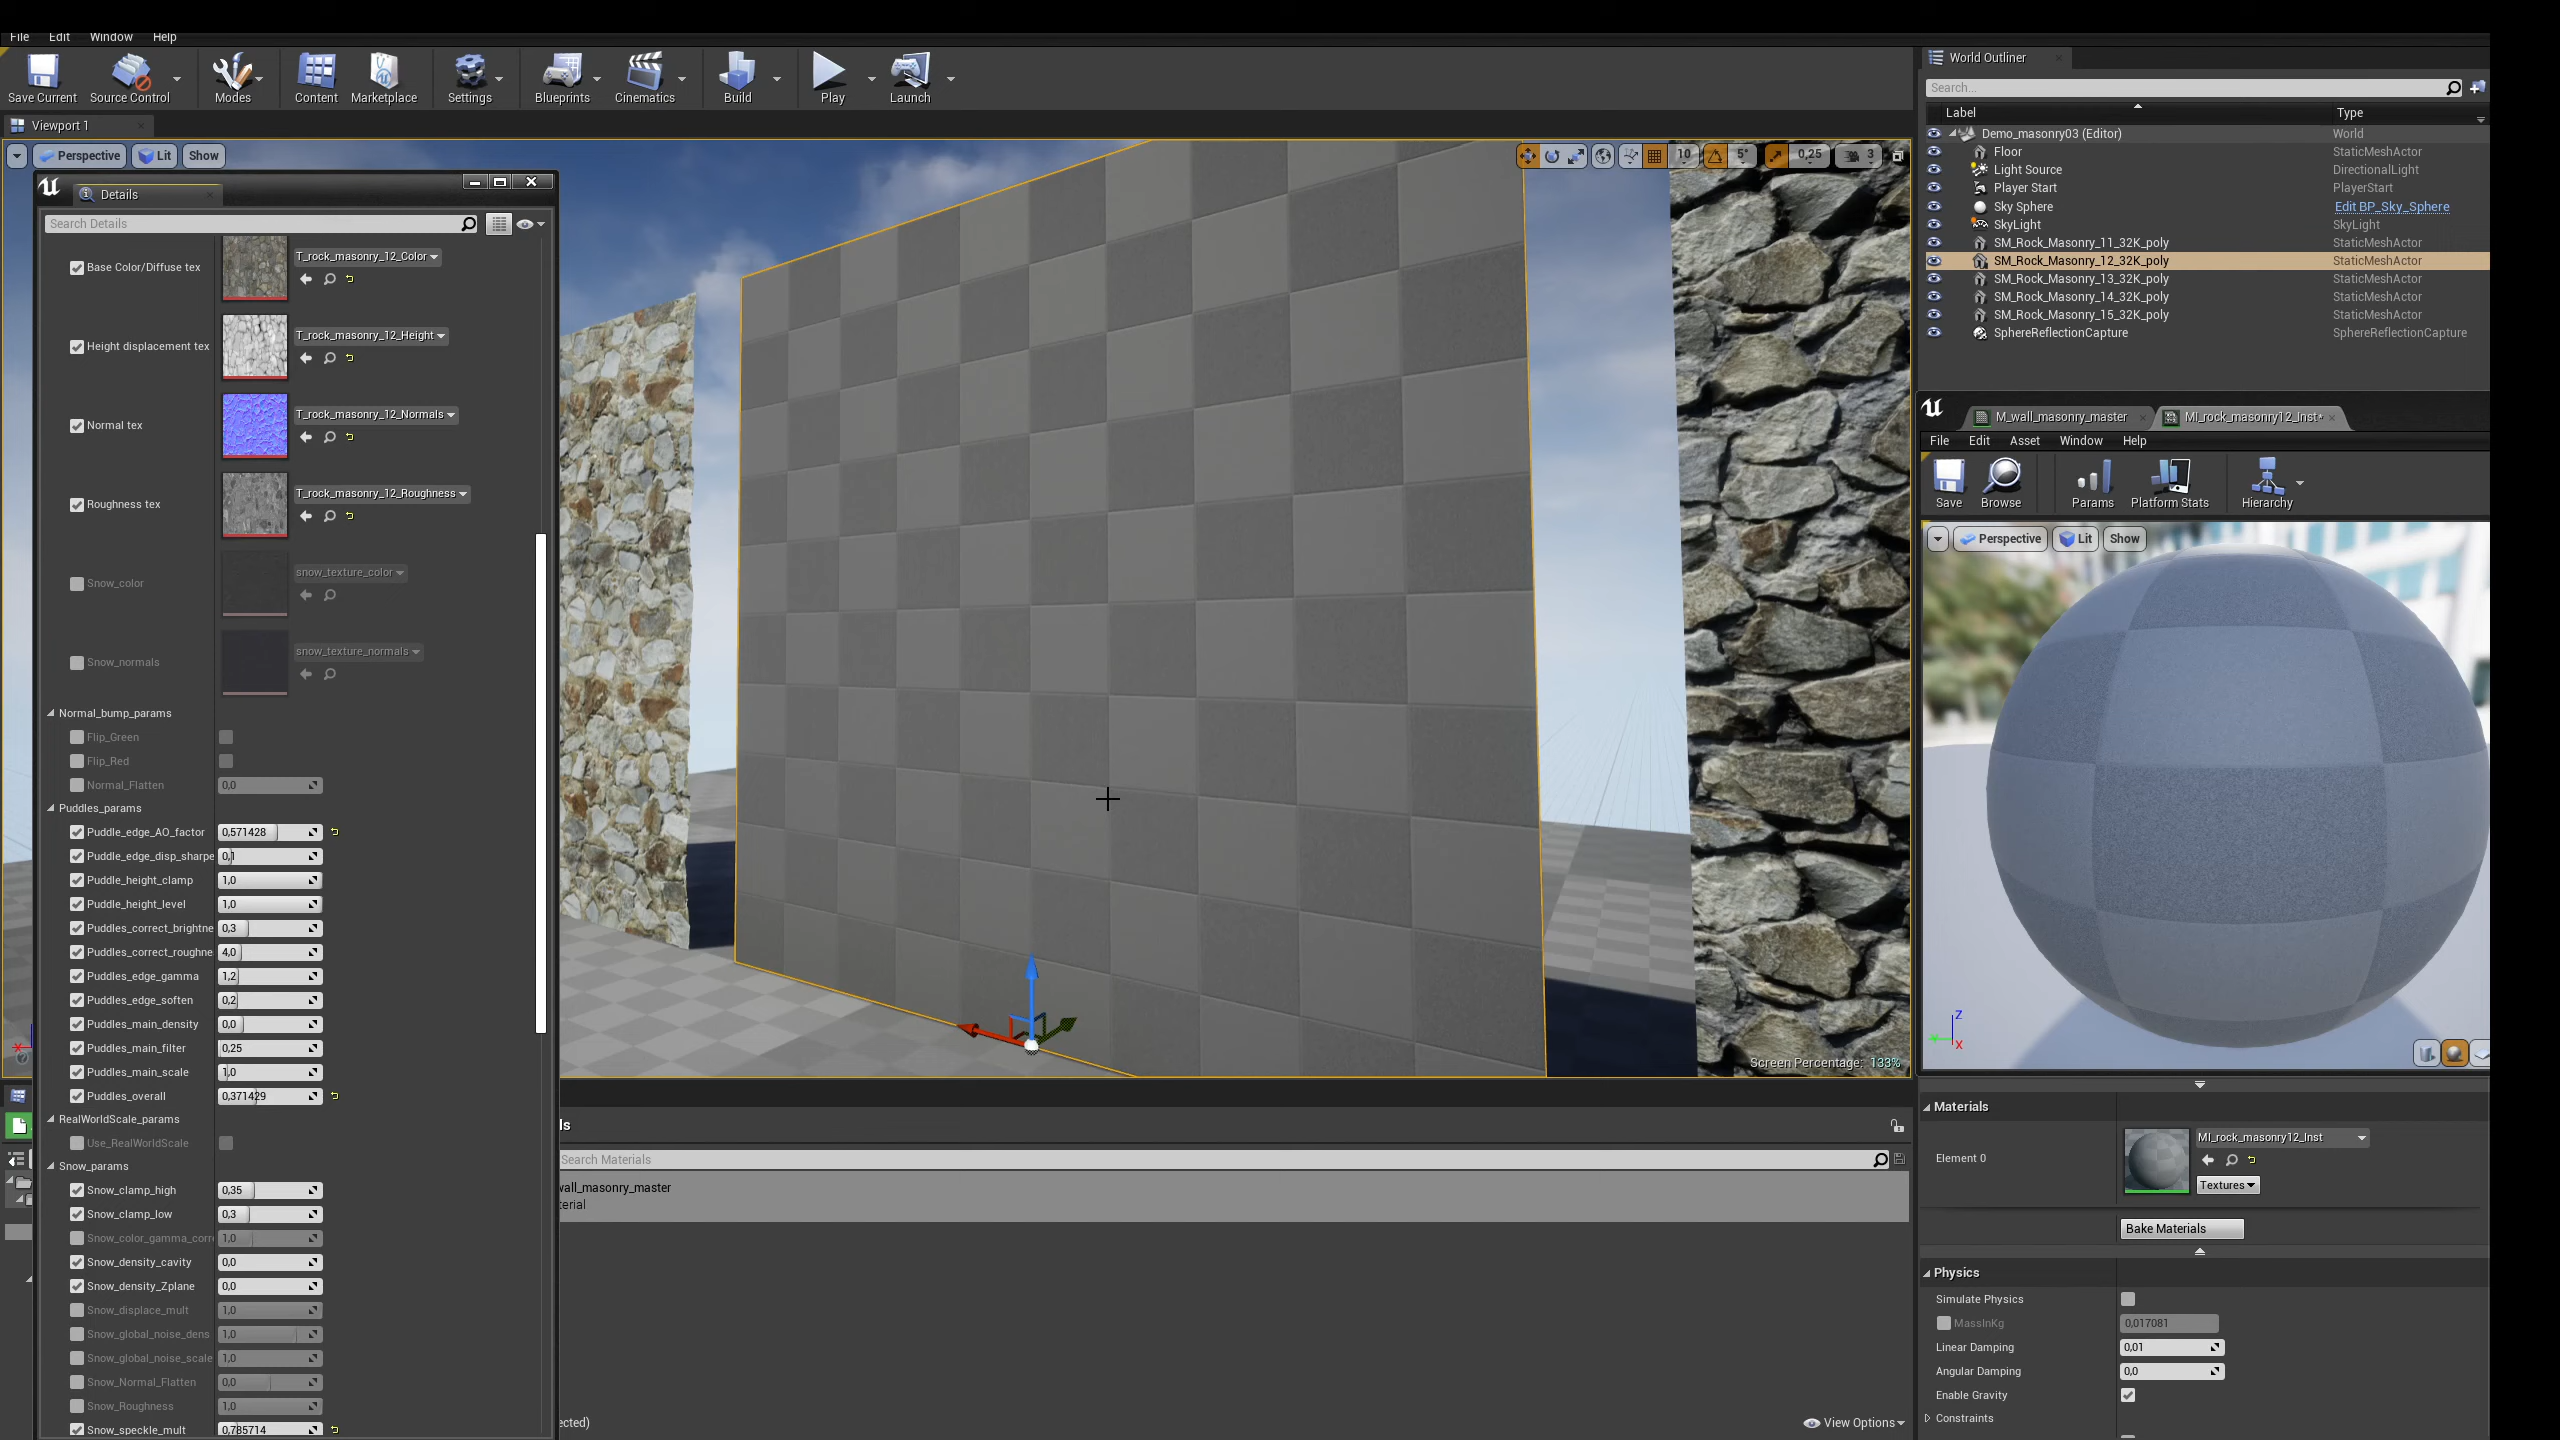 File Edit Window Help
Save Current
Source Control
Modes
Content
Marketplace
Settings
Blueprints
Cinematics
Build
Play
Launch
Viewport 1
Perspective
Lit
Show
10
5°
0,25
3
Details
Search Details
Base Color/Diffuse tex
T_rock_masonry_12_Color
Height displacement tex
T_rock_masonry_12_Height
Normal tex
T_rock_masonry_12_Normals
Roughness tex
T_rock_masonry_12_Roughness
Snow_color
snow_texture_color
Snow_normals
snow_texture_normals
Normal_bump_params
Flip_Green
Flip_Red
Normal_Flatten 0,0
Puddles_params
Puddle_edge_AO_factor 0,571428
Puddle_edge_disp_sharpe 0,1
Puddle_height_clamp 1,0
Puddle_height_level 1,0
Puddles_correct_brightne 0,3
Puddles_correct_roughne 4,0
Puddles_edge_gamma 1,2
Puddles_edge_soften 0,2
Puddles_main_density 0,0
Puddles_main_filter 0,25
Puddles_main_scale 1,0
Puddles_overall 0,371429
RealWorldScale_params
Use_RealWorldScale
Snow_params
Snow_clamp_high 0,35
Snow_clamp_low 0,3
Snow_color_gamma_corr 1,0
Snow_density_cavity 0,0
Snow_density_Zplane 0,0
Snow_displace_mult 1,0
Snow_global_noise_dens 1,0
Snow_global_noise_scale 1,0
Snow_Normal_Flatten 0,0
Snow_Roughness 1,0
Snow_speckle_mult 0,785714
Screen Percentage: 133%
ls
Search Materials
wall_masonry_master
terial
ected)
View Options
World Outliner
Search...
Label Type
Demo_masonry03 (Editor) World
Floor StaticMeshActor
Light Source DirectionalLight
Player Start PlayerStart
Sky Sphere Edit BP_Sky_Sphere
SkyLight SkyLight
SM_Rock_Masonry_11_32K_poly StaticMeshActor
SM_Rock_Masonry_12_32K_poly StaticMeshActor
SM_Rock_Masonry_13_32K_poly StaticMeshActor
SM_Rock_Masonry_14_32K_poly StaticMeshActor
SM_Rock_Masonry_15_32K_poly StaticMeshActor
SphereReflectionCapture SphereReflectionCapture
M_wall_masonry_master
MI_rock_masonry12_Inst*
File Edit Asset Window Help
Save
Browse
Params
Platform Stats
Hierarchy
Perspective
Lit
Show
Z
X
Materials
Element 0
MI_rock_masonry12_Inst
Textures
Bake Materials
Physics
Simulate Physics
MassInKg 0,017081
Linear Damping 0,01
Angular Damping 0,0
Enable Gravity
Constraints